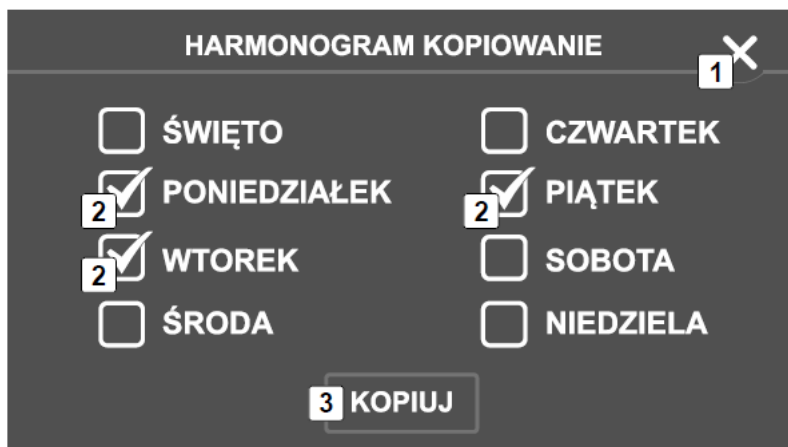 HARMONOGRAM KOPIOWANIE
1
ŚWIĘTO CZWARTEK
2 PONIEDZIAŁEK 2 PIĄTEK
2 WTOREK SOBOTA
ŚRODA NIEDZIELA
3 KOPIUJ